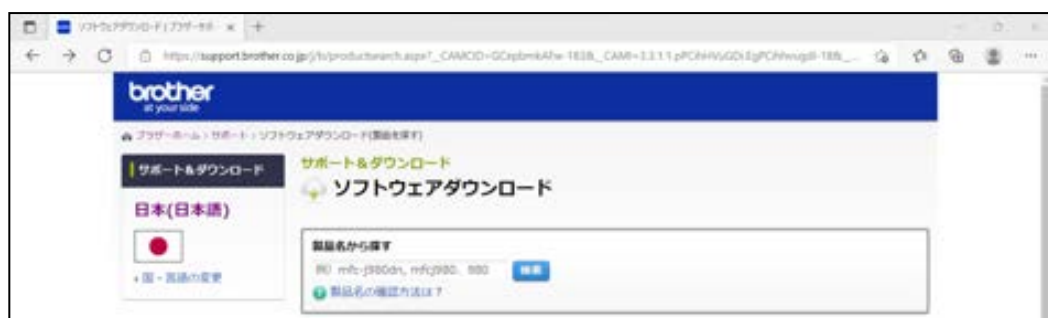 ソフトウェアダウンロード | ブラザーサポ
https://support.brother.co.jp/j/b/productsearch.aspx?
brother
at your side
ブラザーホーム > サポート > ソフトウェアダウンロード(製品を探す)
サポート&ダウンロード
日本(日本語)
国・言語の変更
サポート&ダウンロード
ソフトウェアダウンロード
製品名から探す
例) mfc-j980dn, mfcj980, 980
検索
製品名の確認方法は?